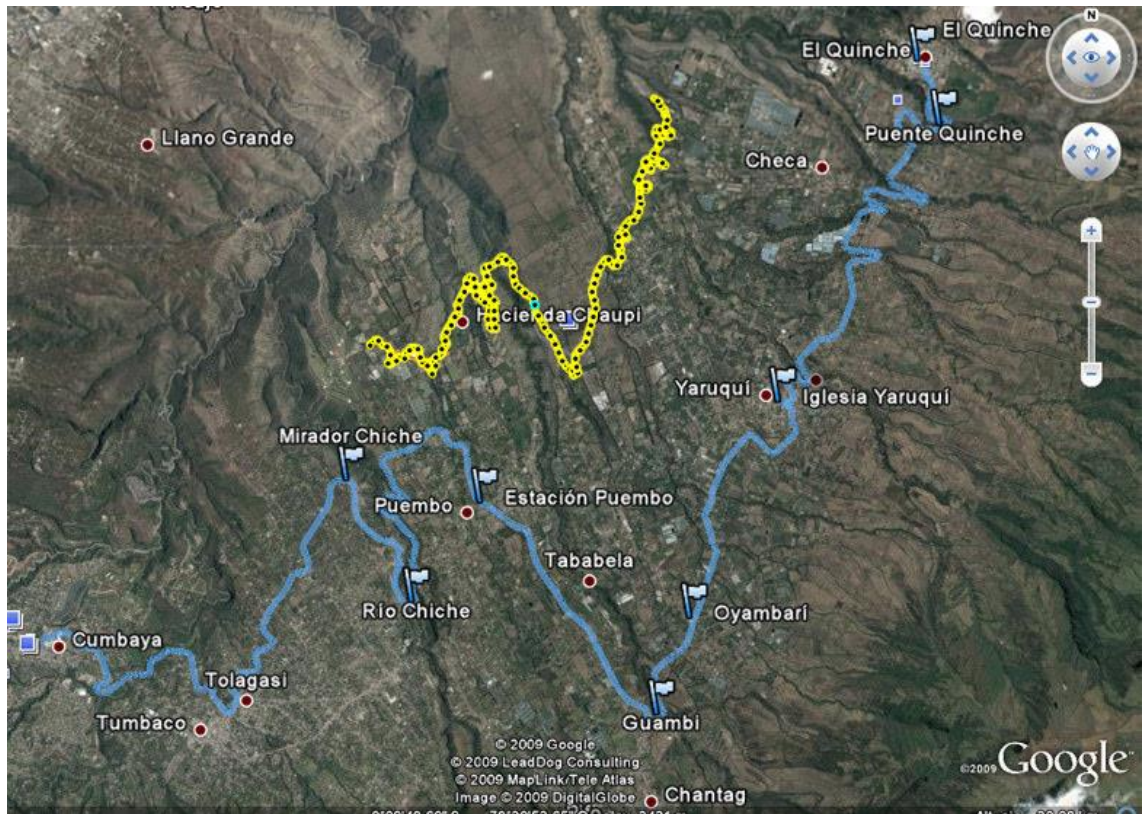 El Quinche
El Quinche
N
Puente Quinche
Llano Grande
Checa
Hacienda Chaupi
Yaruquí
Iglesia Yaruquí
Mirador Chiche
Estación Puembo
Puembo
Tababela
Río Chiche
Oyambarí
Cumbaya
Tolagasi
Tumbaco
Guambi
© 2009 Google
© 2009 LeadDog Consulting
© 2009 MapLink/Tele Atlas
Image © 2009 DigitalGlobe
©2009 Google
Chantag